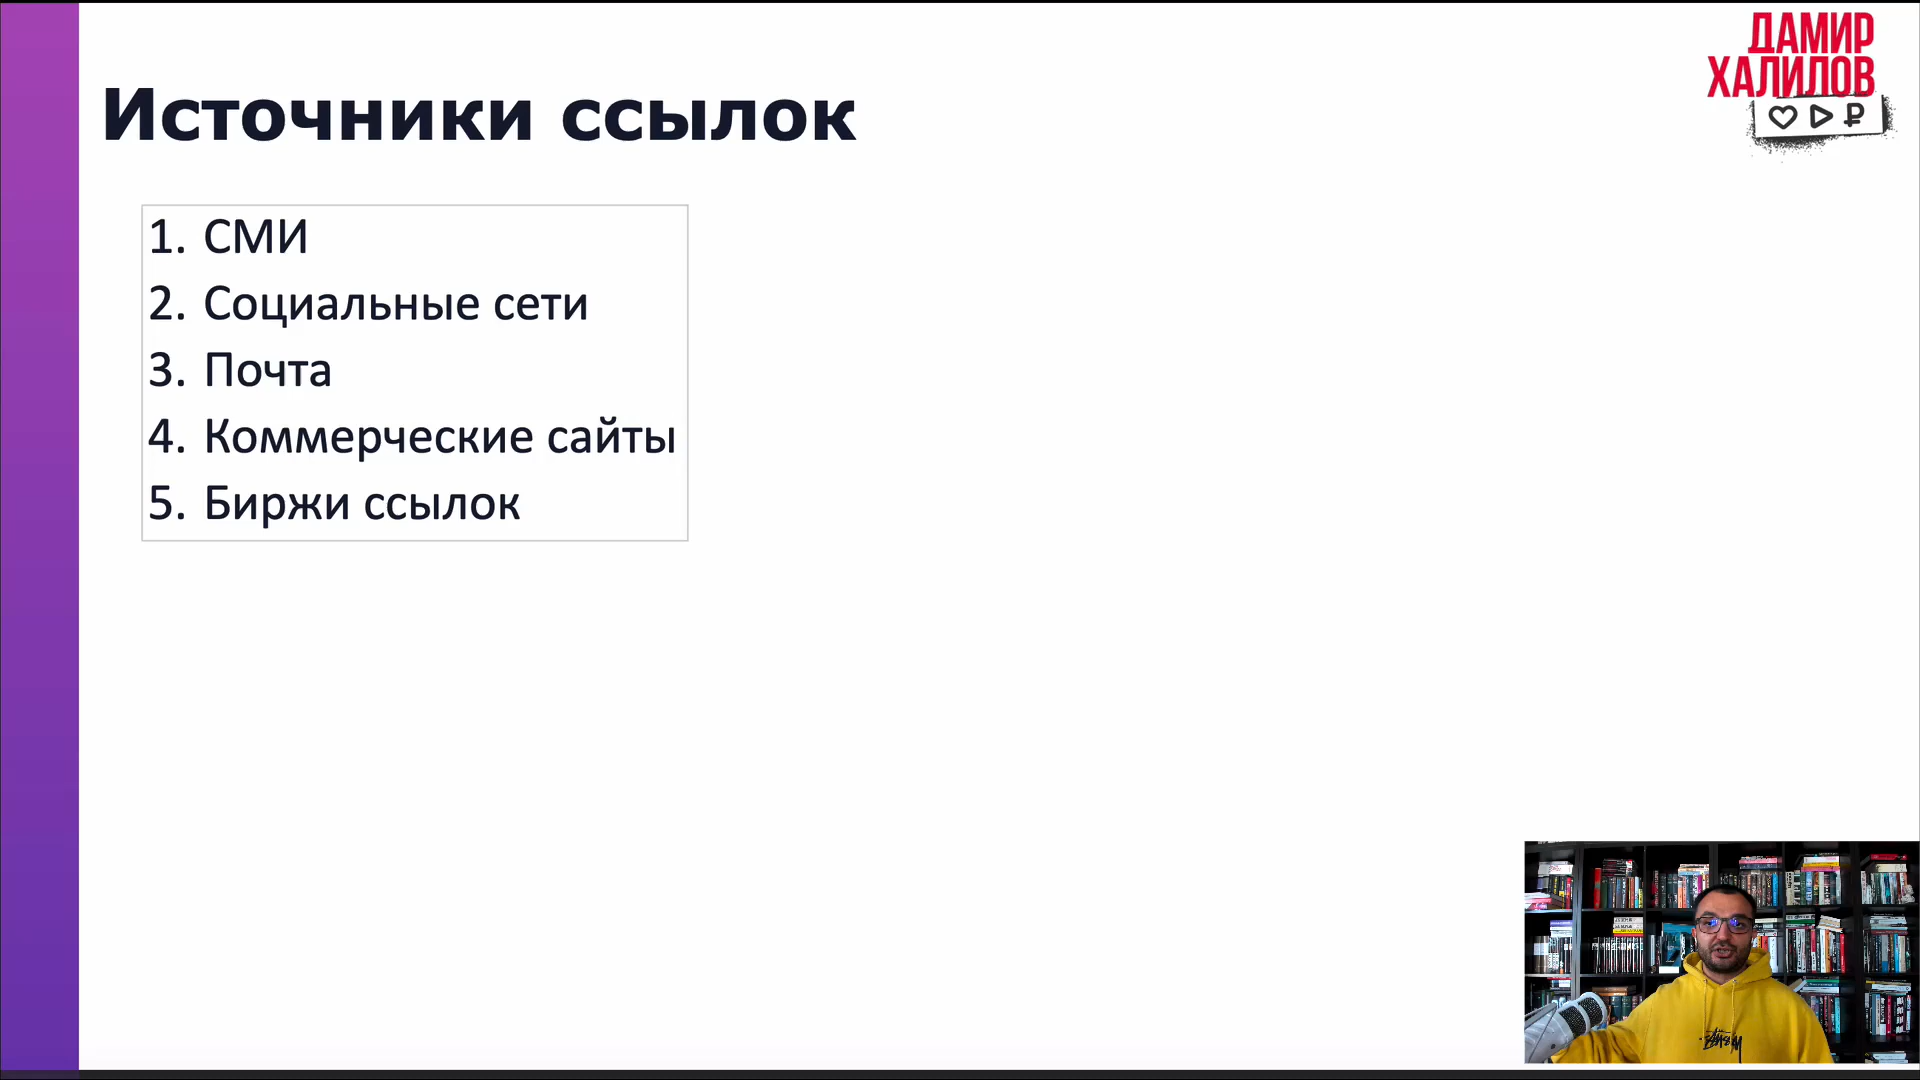 ДАМИР
ХАЛИЛОВ
Источники ссылок
1. СМИ
2. Социальные сети
3. Почта
4. Коммерческие сайты
5. Биржи ссылок